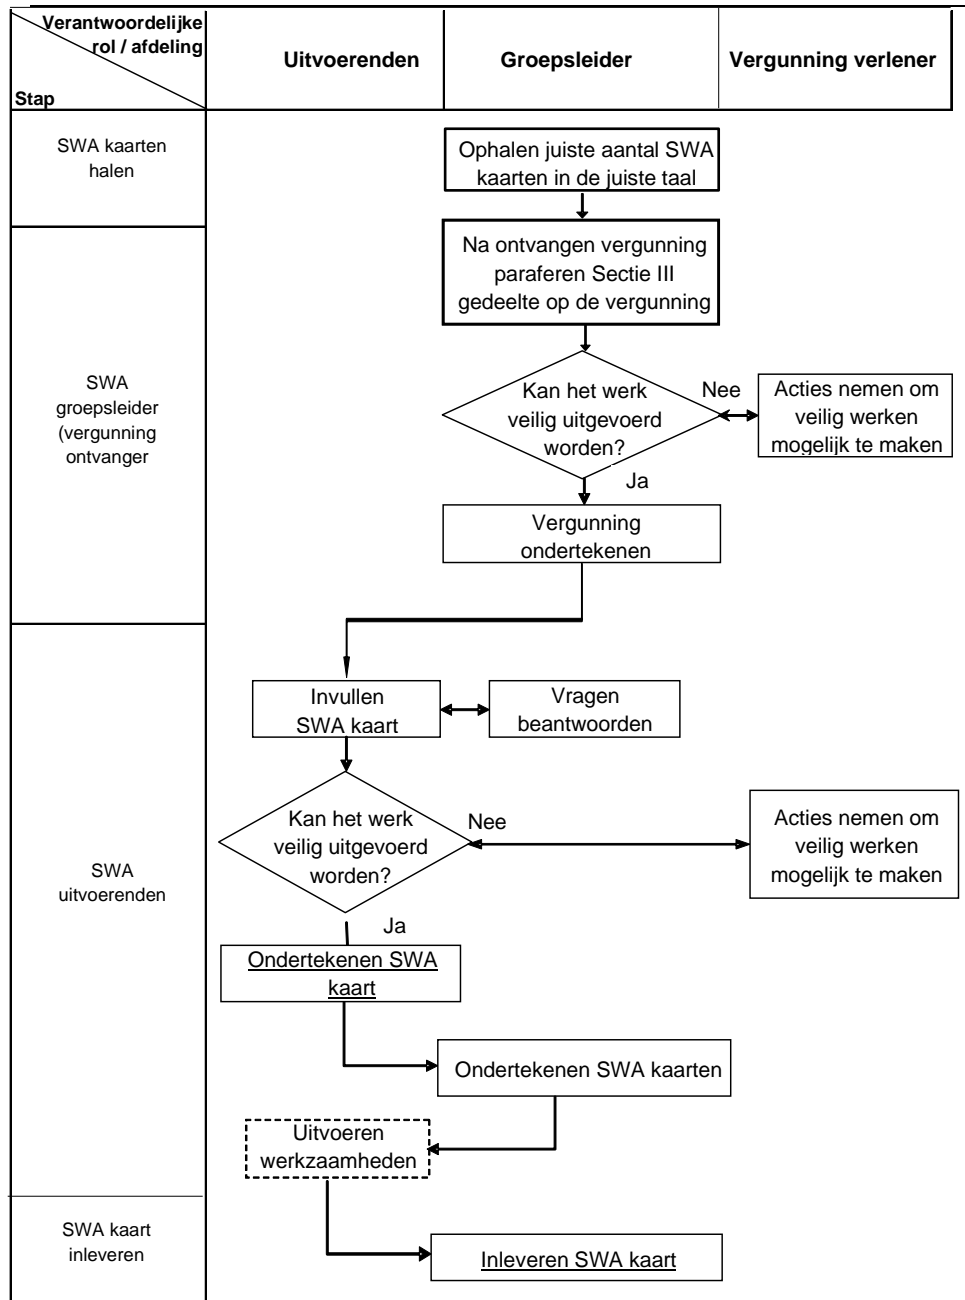 Verantwoordelijke
rol / afdeling
Stap
Uitvoerenden
Groepsleider
Vergunning verlener
SWA kaarten
halen
Ophalen juiste aantal SWA
kaarten in de juiste taal
Na ontvangen vergunning
paraferen Sectie III
gedeelte op de vergunning
SWA
groepsleider
(vergunning
ontvanger
Kan het werk
veilig uitgevoerd
worden?
Nee
Acties nemen om
veilig werken
mogelijk te maken
Ja
Vergunning
ondertekenen
Invullen
SWA kaart
Vragen
beantwoorden
SWA
uitvoerenden
Kan het werk
veilig uitgevoerd
worden?
Nee
Acties nemen om
veilig werken
mogelijk te maken
Ja
Ondertekenen SWA
kaart
Ondertekenen SWA kaarten
Uitvoeren
werkzaamheden
SWA kaart
inleveren
Inleveren SWA kaart